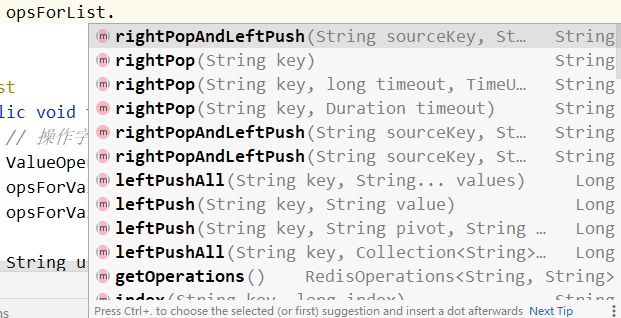 opsForList.
rightPopAndLeftPush(String sourceKey, St… String
rightPop(String key) String
rightPop(String key, long timeout, TimeU… String
rightPop(String key, Duration timeout) String
rightPopAndLeftPush(String sourceKey, St… String
rightPopAndLeftPush(String sourceKey, St… String
leftPushAll(String key, String... values) Long
leftPush(String key, String value) Long
leftPush(String key, String pivot, String … Long
leftPushAll(String key, Collection<String>… Long
getOperations() RedisOperations<String, String>
index(String key, long index) String
Press Ctrl+. to choose the selected (or first) suggestion and insert a dot afterwards Next Tip
st
lic void
// 操作字
ValueOpe
opsForVa
opsForVa
String u
ns